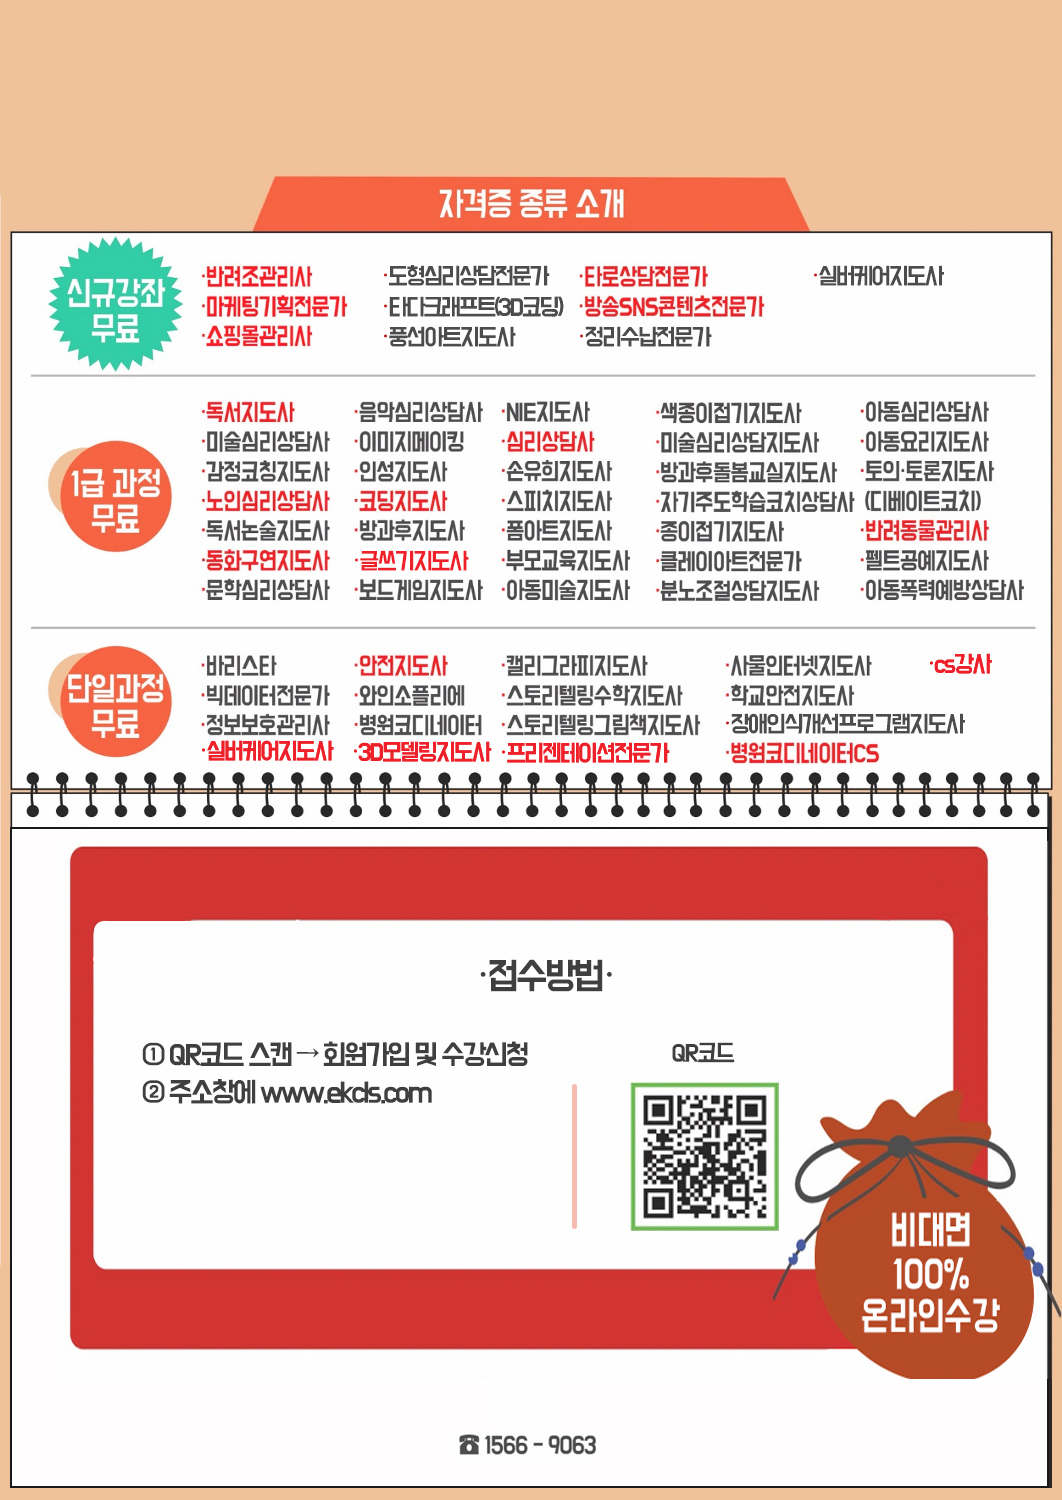 자격증 종류 소개
신규강좌
무료
·반려조관리사 ·도형심리상담전문가 ·타로상담전문가 ·실버케어지도사
·마케팅기획전문가 ·타다크래프트(3D코딩) ·방송SNS콘텐츠전문가
·쇼핑몰관리사 ·풍선아트지도사 ·정리수납전문가
1급 과정
무료
·독서지도사 ·음악심리상담사 ·NIE지도사 ·색종이접기지도사 ·아동심리상담사
·미술심리상담사 ·이미지메이킹 ·심리상담사 ·미술심리상담지도사 ·아동요리지도사
·감정코칭지도사 ·인성지도사 ·손유희지도사 ·방과후돌봄교실지도사 ·토의·토론지도사
·노인심리상담사 ·코딩지도사 ·스피치지도사 ·자기주도학습코치상담사 (디베이트코치)
·독서논술지도사 ·방과후지도사 ·폼아트지도사 ·종이접기지도사 ·반려동물관리사
·동화구연지도사 ·글쓰기지도사 ·부모교육지도사 ·클레이아트전문가 ·펠트공예지도사
·문학심리상담사 ·보드게임지도사 ·아동미술지도사 ·분노조절상담지도사 ·아동폭력예방상담사
단일과정
무료
·바리스타 ·안전지도사 ·캘리그라피지도사 ·사물인터넷지도사 ·cs강사
·빅데이터전문가 ·와인소믈리에 ·스토리텔링수학지도사 ·학교안전지도사
·정보보호관리사 ·병원코디네이터 ·스토리텔링그림책지도사 ·장애인식개선프로그램지도사
·실버케어지도사 ·3D모델링지도사 ·프리젠테이션전문가 ·병원코디네이터CS
·접수방법·
① QR코드 스캔 → 회원가입 및 수강신청
② 주소창에 www.ekcls.com
QR코드
비대면
100%
온라인수강
☎ 1566 - 9063